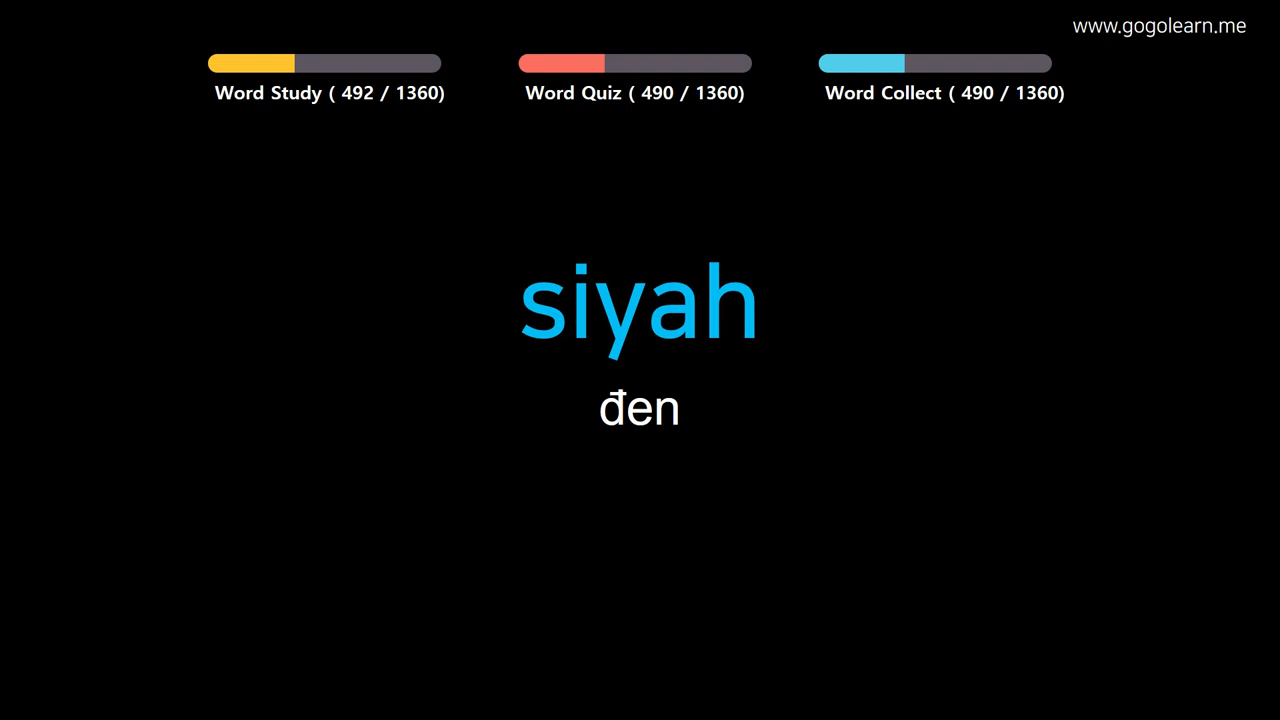 www.gogolearn.me
Word Study ( 492 / 1360)
Word Quiz ( 490 / 1360)
Word Collect ( 490 / 1360)
siyah
đen